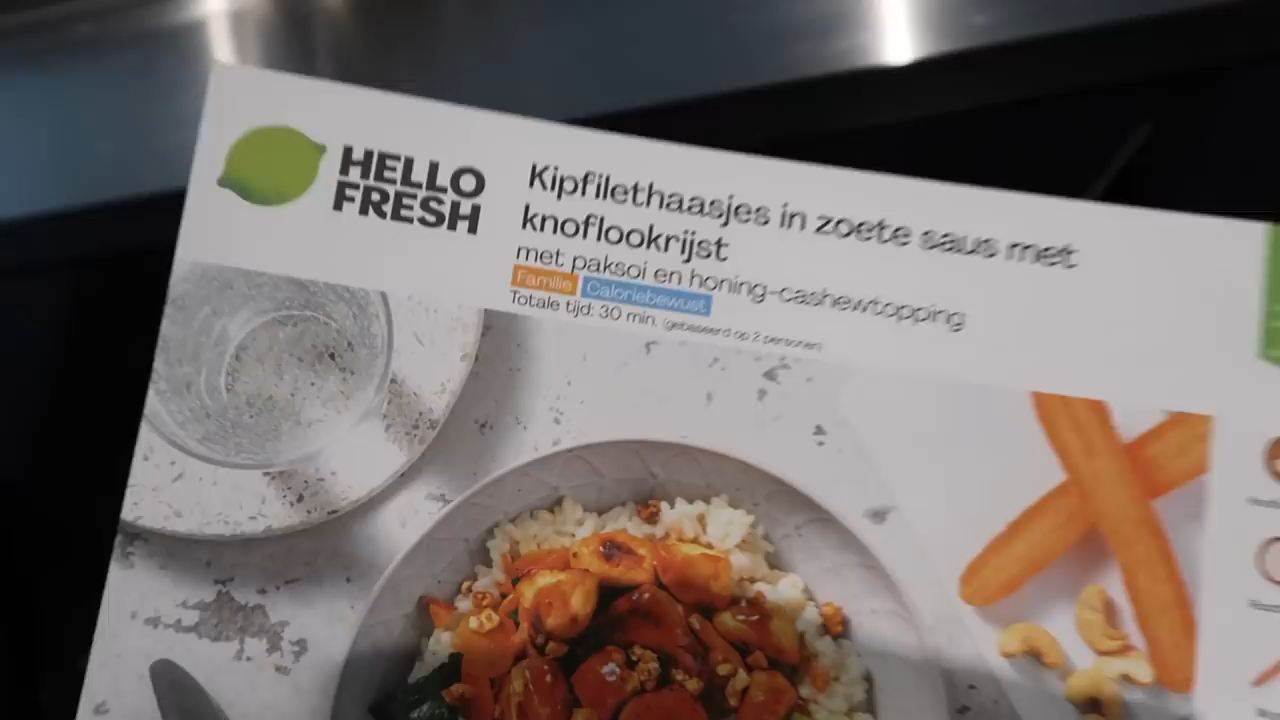 HELLO
FRESH
Kipfilethaasjes in zoete saus met
knoflookrijst
met paksoi en honing-cashewtopping
Familie Caloriebewust
Totale tijd: 30 min. (gebaseerd op 2 personen)